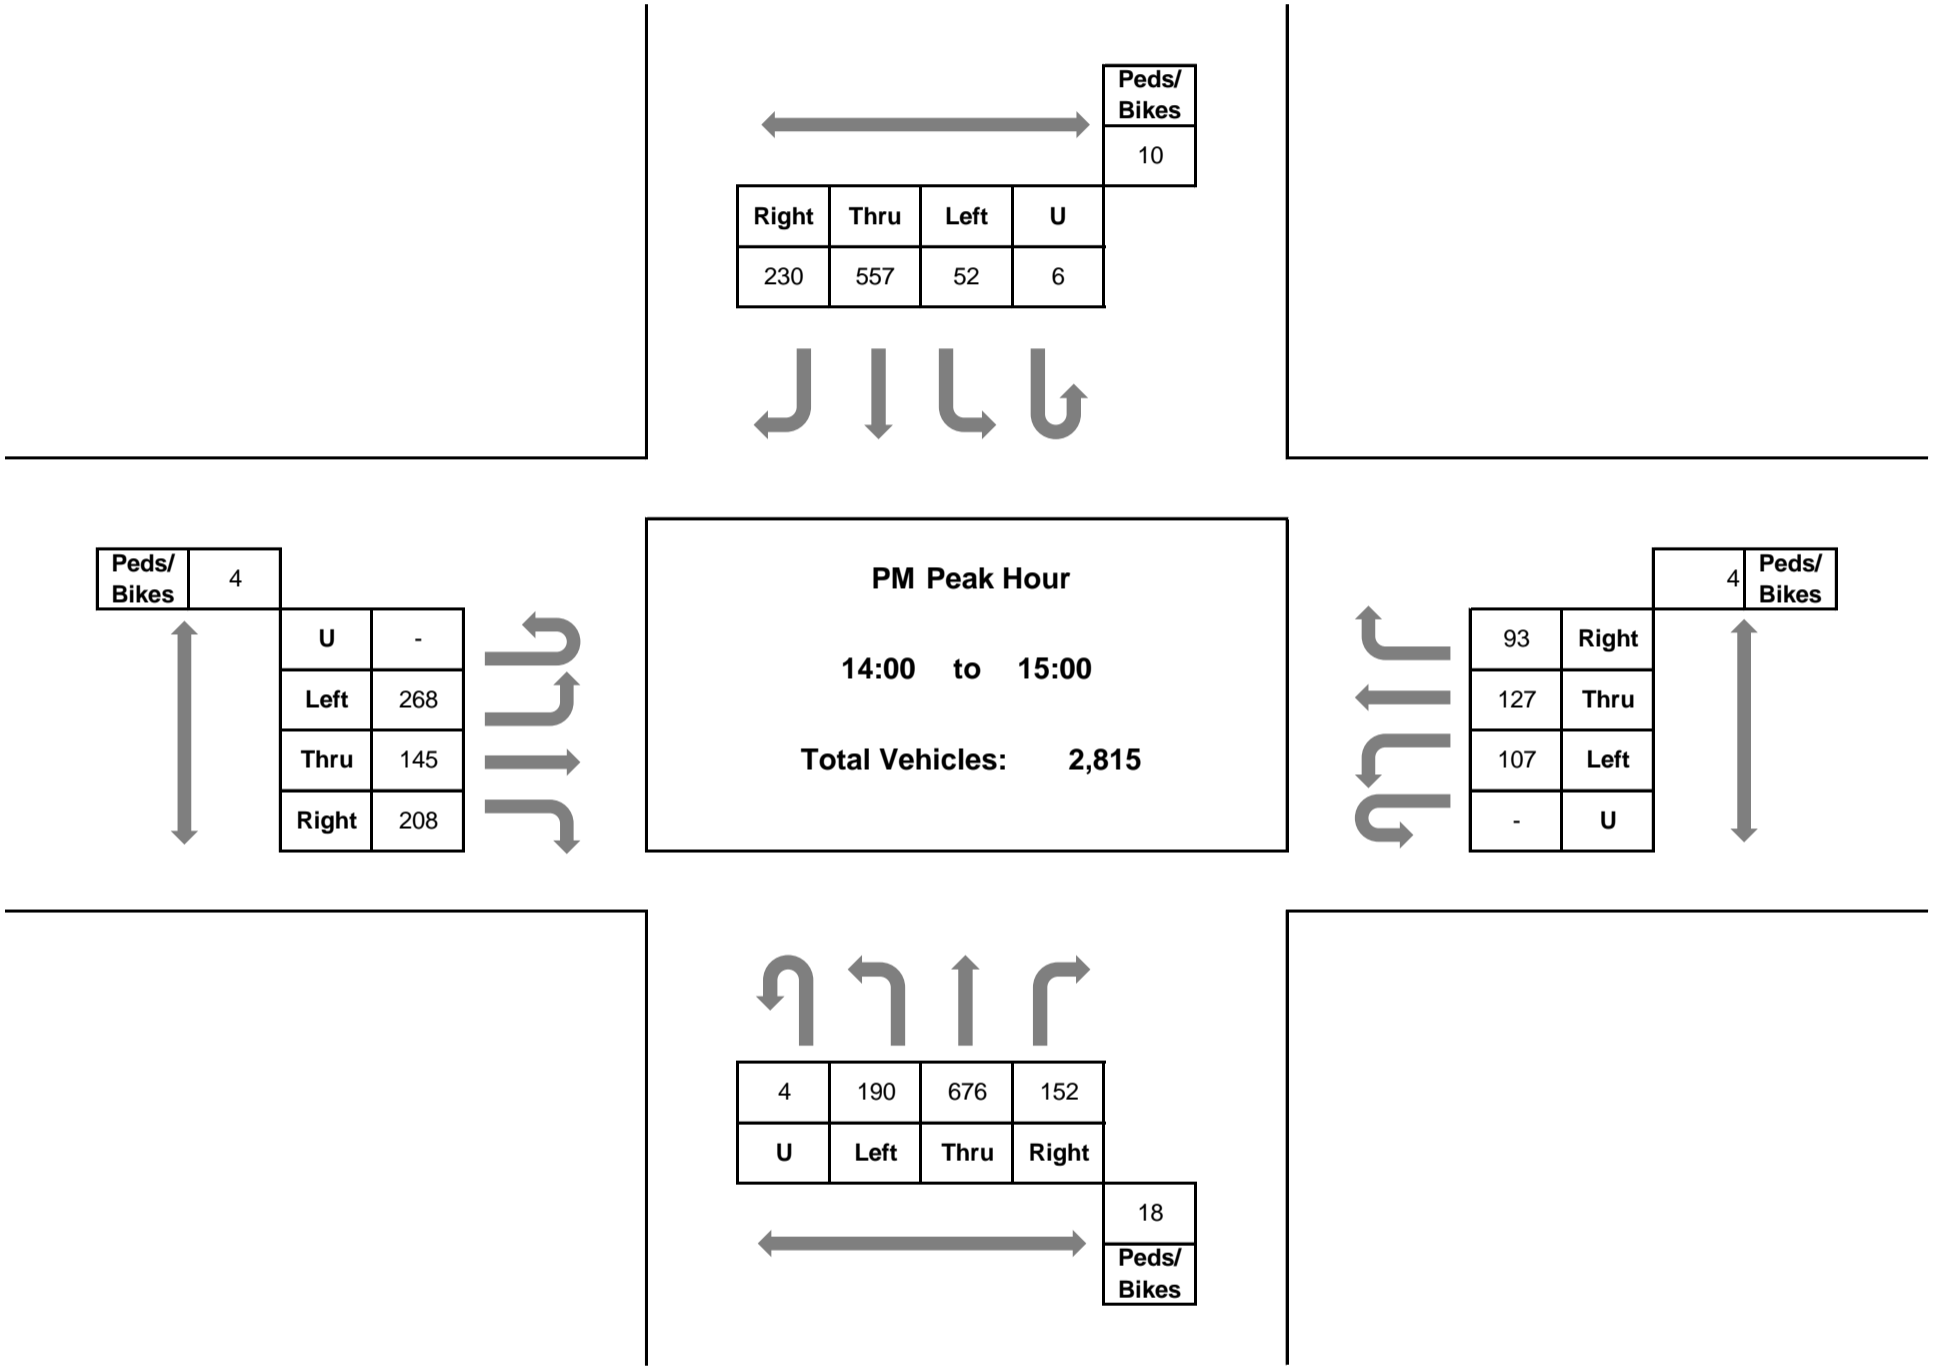 Peds/
Bikes
10
Right Thru Left U
230 557 52 6
Peds/
Bikes
4
U -
Left 268
Thru 145
Right 208
PM Peak Hour
14:00 to 15:00
Total Vehicles: 2,815
4
Peds/
Bikes
93 Right
127 Thru
107 Left
- U
4 190 676 152
U Left Thru Right
18
Peds/
Bikes